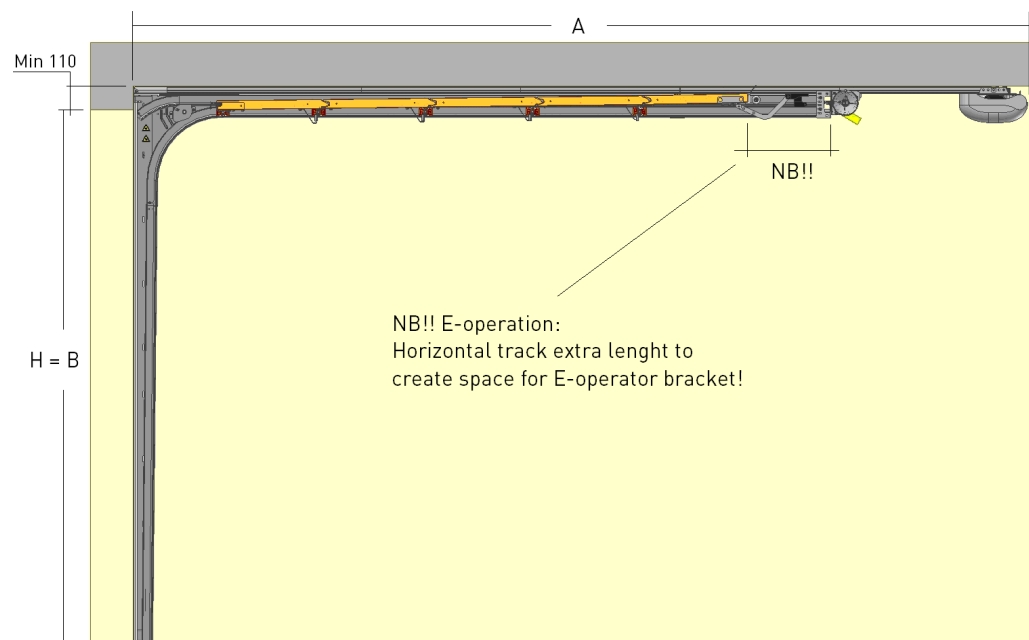 A
Min 110
NB!!
NB!! E-operation:
Horizontal track extra lenght to
create space for E-operator bracket!
H = B